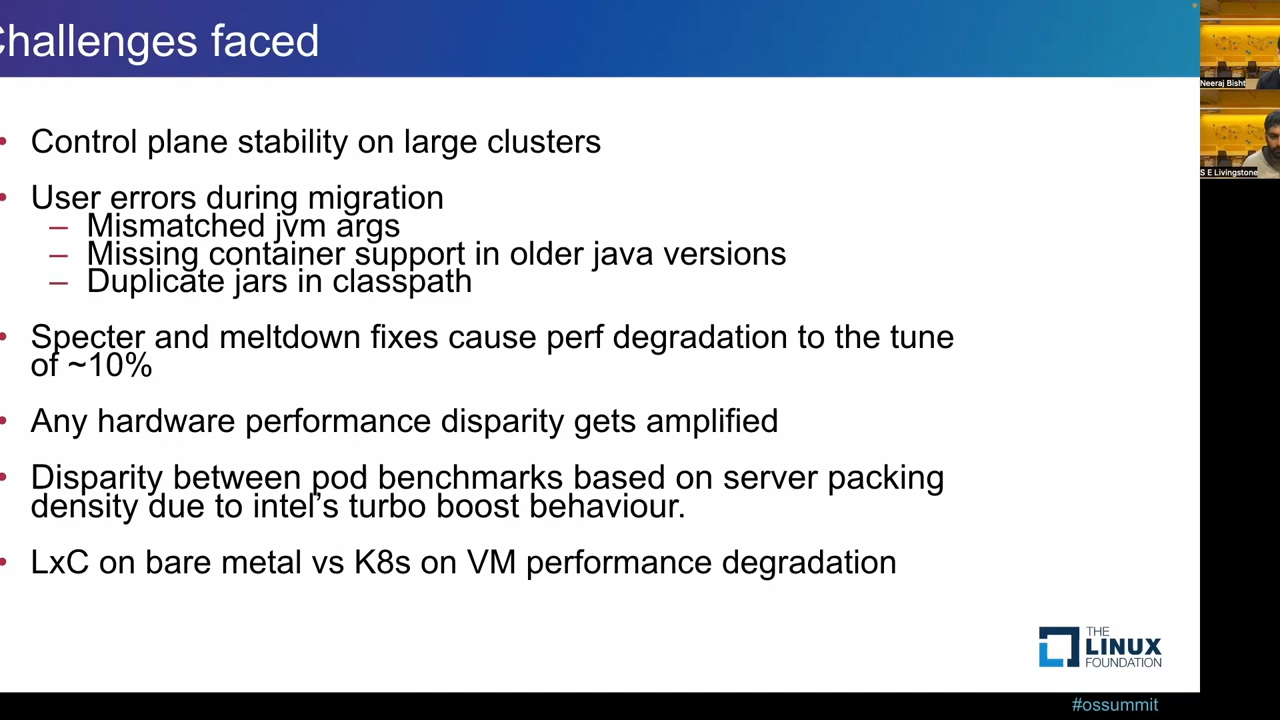 Challenges faced
• Control plane stability on large clusters
• User errors during migration
– Mismatched jvm args
– Missing container support in older java versions
– Duplicate jars in classpath
• Specter and meltdown fixes cause perf degradation to the tune
of ~10%
• Any hardware performance disparity gets amplified
• Disparity between pod benchmarks based on server packing
density due to intel’s turbo boost behaviour.
• LxC on bare metal vs K8s on VM performance degradation
THE
LINUX
FOUNDATION
#ossummit
Neeraj Bisht
S E Livingstone